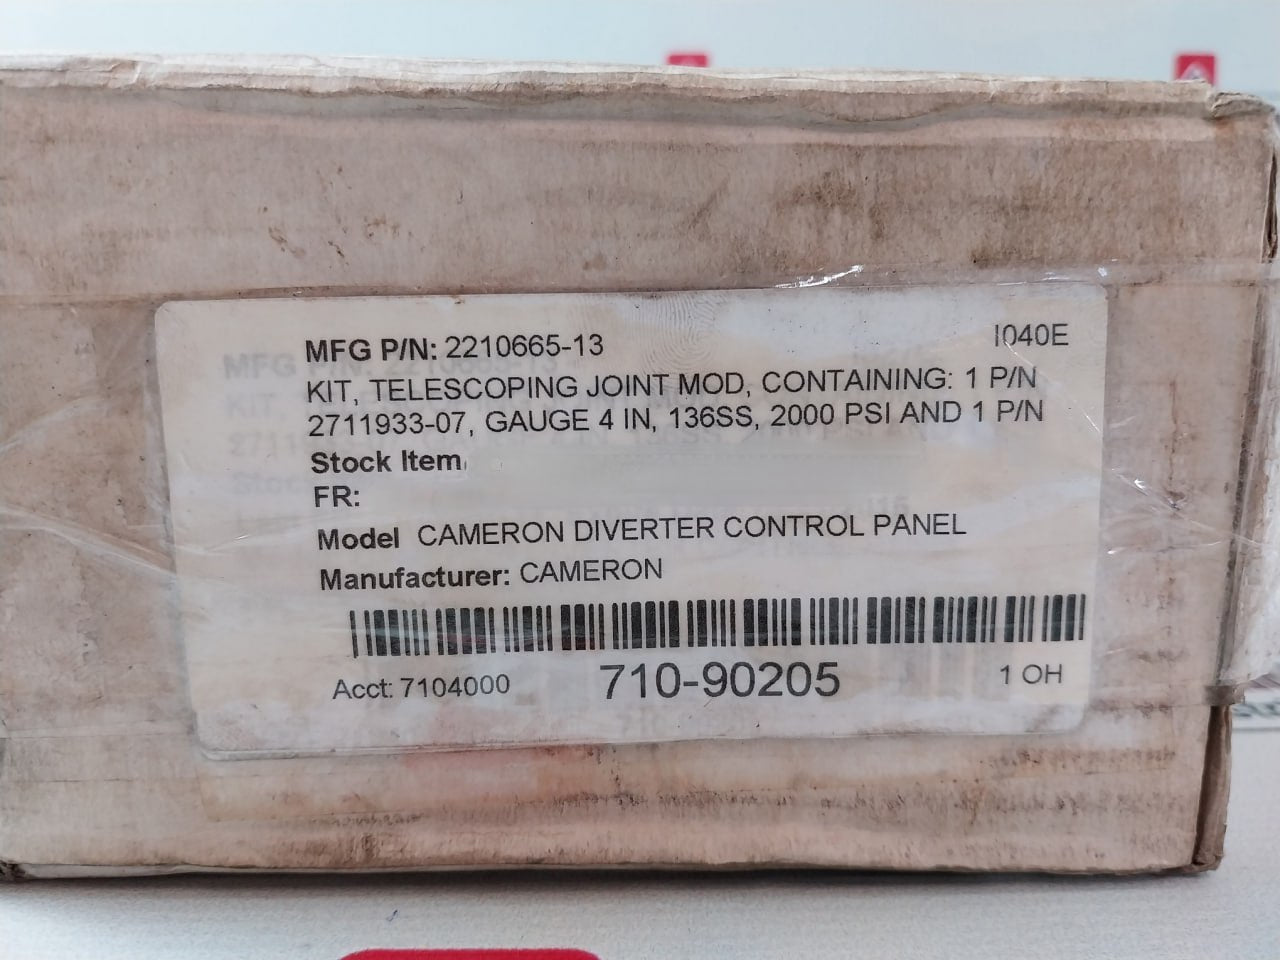 MFG P/N: 2210665-13 I040E
KIT, TELESCOPING JOINT MOD, CONTAINING: 1 P/N
2711933-07, GAUGE 4 IN, 136SS, 2000 PSI AND 1 P/N
Stock Item
FR:
Model CAMERON DIVERTER CONTROL PANEL
Manufacturer: CAMERON
Acct: 7104000 710-90205 1 OH